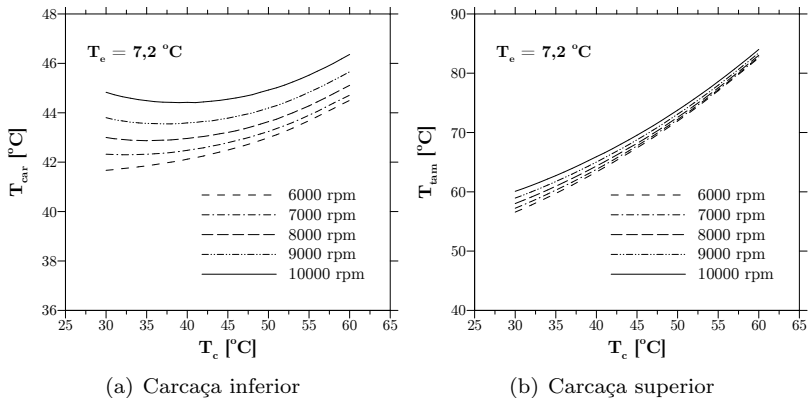 48
46
44
42
40
38
36
T_car [°C]
T_e = 7,2 °C
6000 rpm
7000 rpm
8000 rpm
9000 rpm
10000 rpm
25 30 35 40 45 50 55 60 65
T_c [°C]
(a) Carcaça inferior
90
80
70
60
50
40
T_tam [°C]
T_e = 7,2 °C
6000 rpm
7000 rpm
8000 rpm
9000 rpm
10000 rpm
25 30 35 40 45 50 55 60 65
T_c [°C]
(b) Carcaça superior